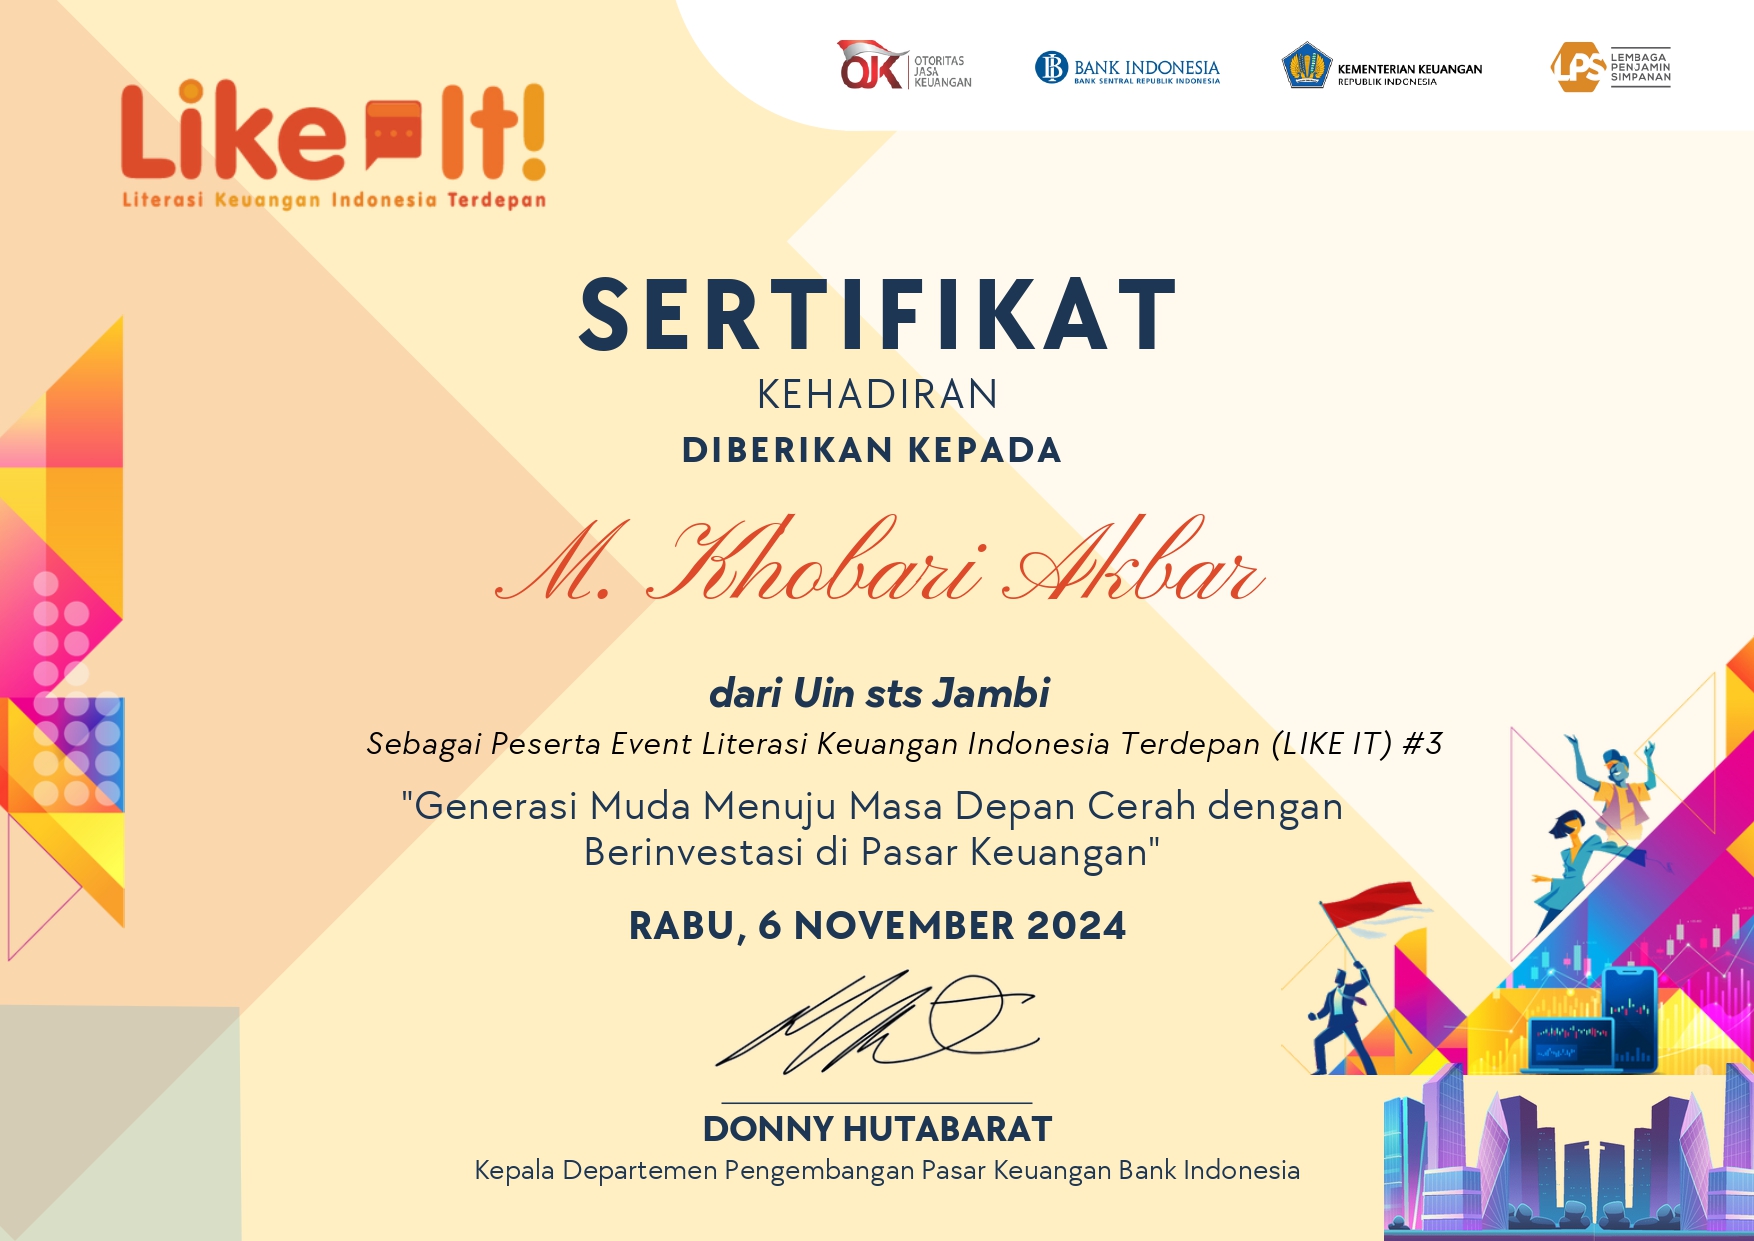 OJK OTORITAS
JASA
KEUANGAN
BANK INDONESIA
BANK SENTRAL REPUBLIK INDONESIA
KEMENTERIAN KEUANGAN
REPUBLIK INDONESIA
LPS LEMBAGA
PENJAMIN
SIMPANAN
Like It!
Literasi Keuangan Indonesia Terdepan
SERTIFIKAT
KEHADIRAN
DIBERIKAN KEPADA
M. Khobari Akbar
dari Uin sts Jambi
Sebagai Peserta Event Literasi Keuangan Indonesia Terdepan (LIKE IT) #3
"Generasi Muda Menuju Masa Depan Cerah dengan
Berinvestasi di Pasar Keuangan"
RABU, 6 NOVEMBER 2024
DONNY HUTABARAT
Kepala Departemen Pengembangan Pasar Keuangan Bank Indonesia